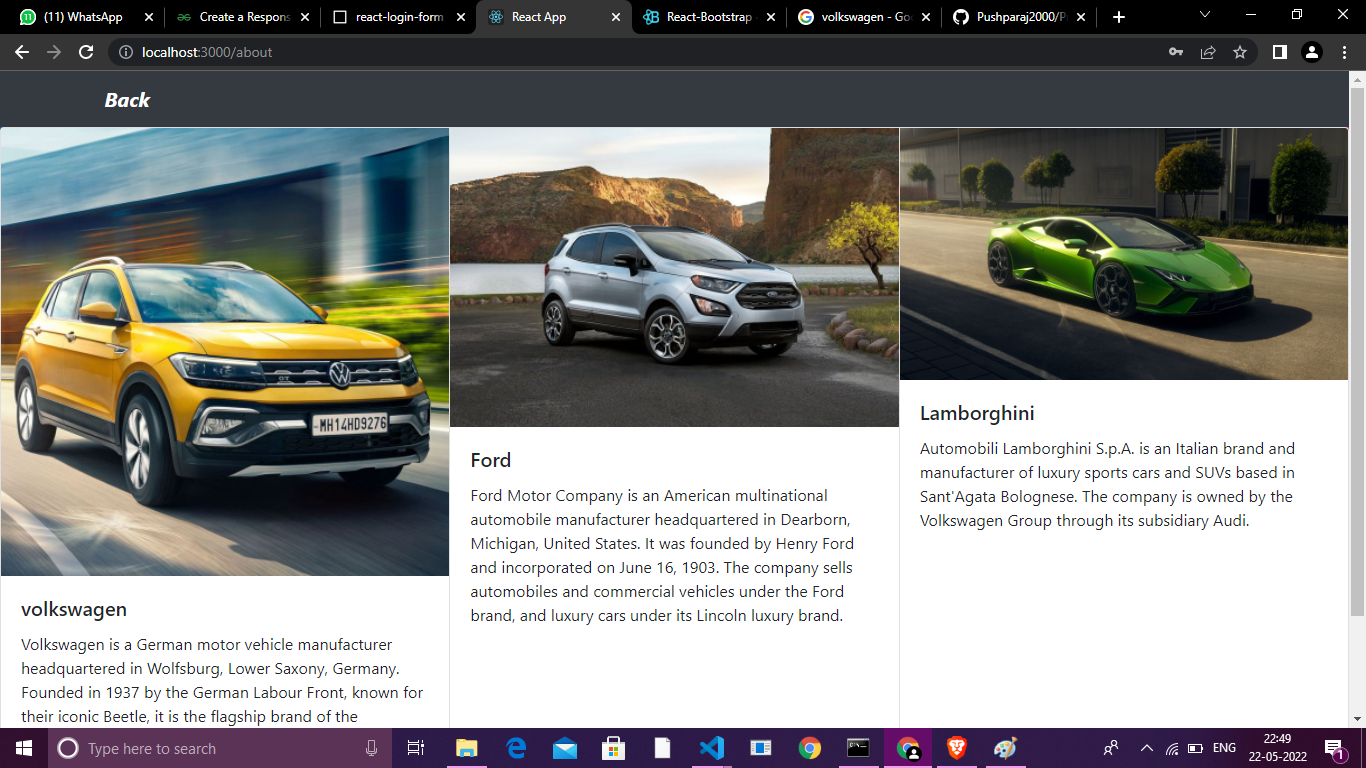 (11) WhatsApp
Create a Respons
react-login-form
React App
React-Bootstrap
volkswagen - Goo
Pushparaj2000/P
localhost:3000/about
Back
GT
MH14HD9276
Ford
volkswagen
Volkswagen is a German motor vehicle manufacturer
headquartered in Wolfsburg, Lower Saxony, Germany.
Founded in 1937 by the German Labour Front, known for
their iconic Beetle, it is the flagship brand of the
Ford
Ford Motor Company is an American multinational
automobile manufacturer headquartered in Dearborn,
Michigan, United States. It was founded by Henry Ford
and incorporated on June 16, 1903. The company sells
automobiles and commercial vehicles under the Ford
brand, and luxury cars under its Lincoln luxury brand.
Lamborghini
Automobili Lamborghini S.p.A. is an Italian brand and
manufacturer of luxury sports cars and SUVs based in
Sant'Agata Bolognese. The company is owned by the
Volkswagen Group through its subsidiary Audi.
Type here to search
ENG
22:49
22-05-2022
1